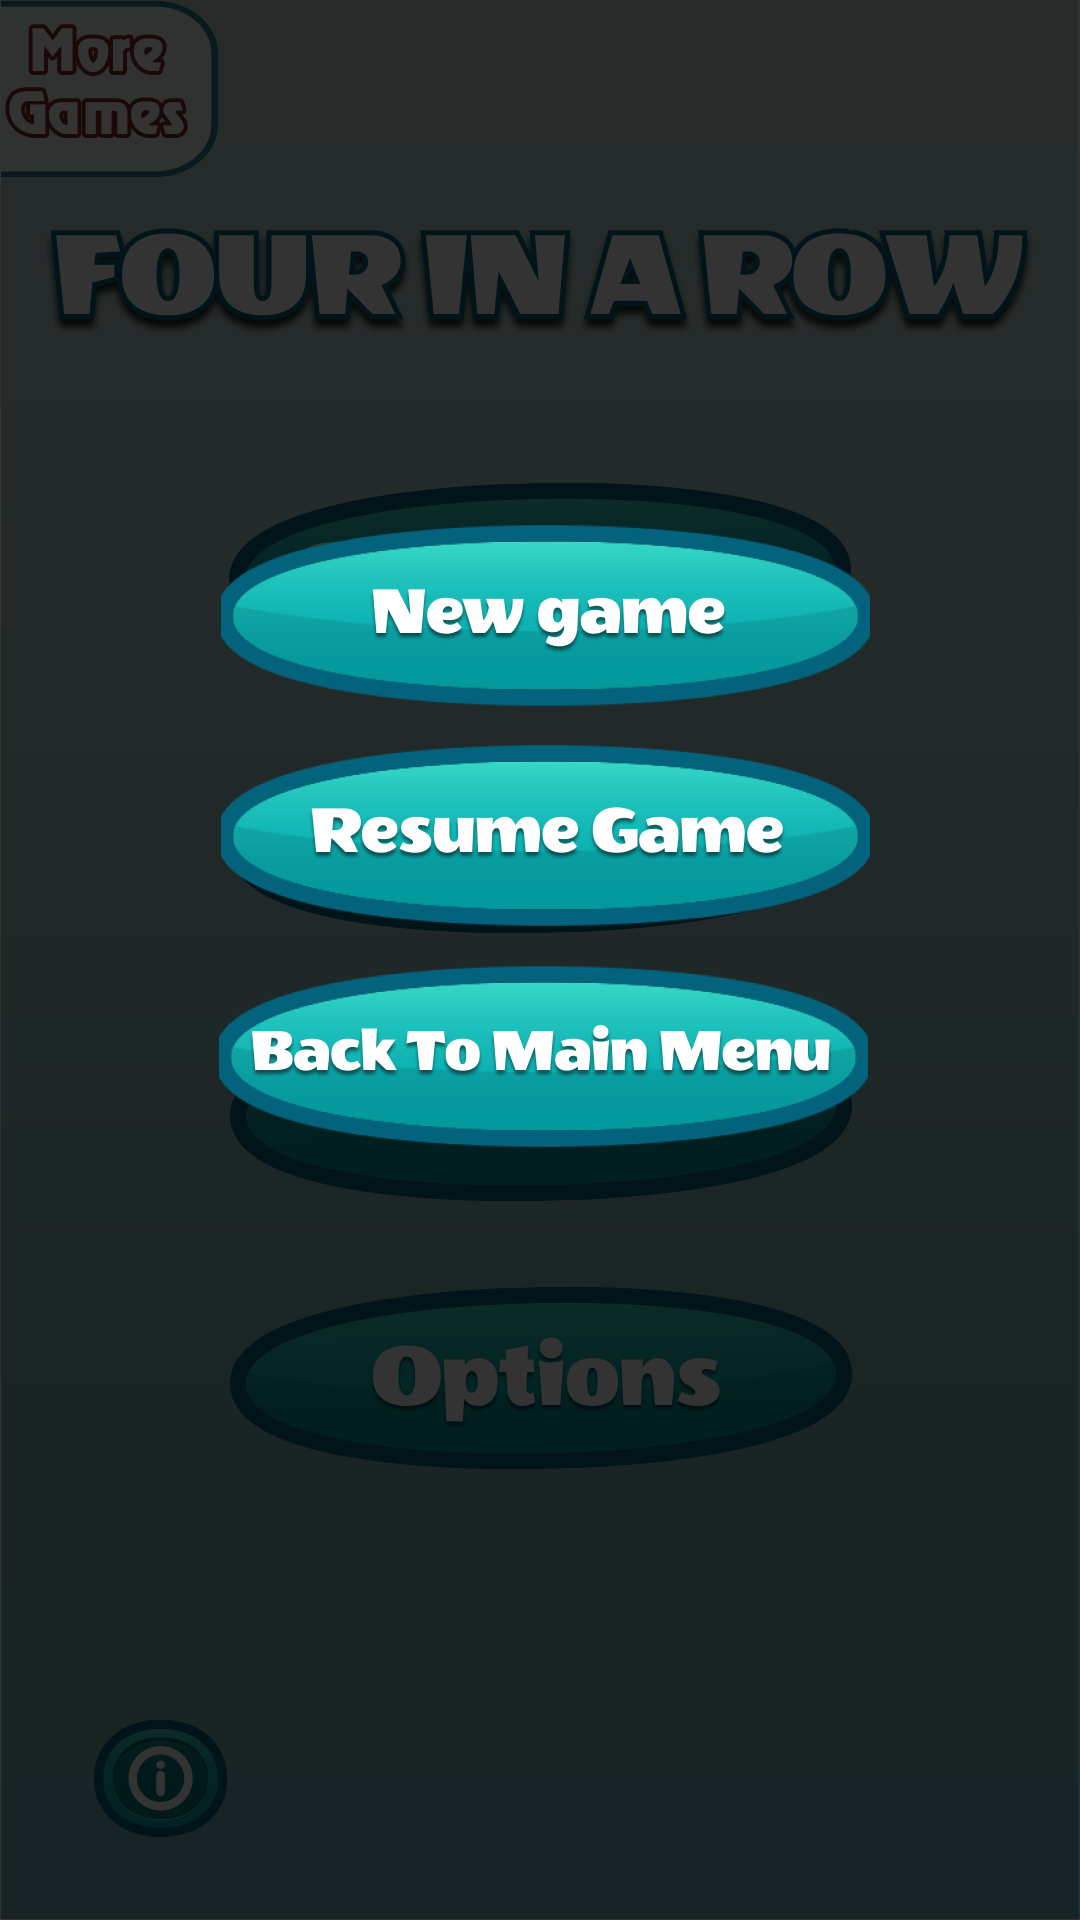 More
Games
FOUR IN A ROW
New game
Resume Game
Back To Main Menu
Options
i